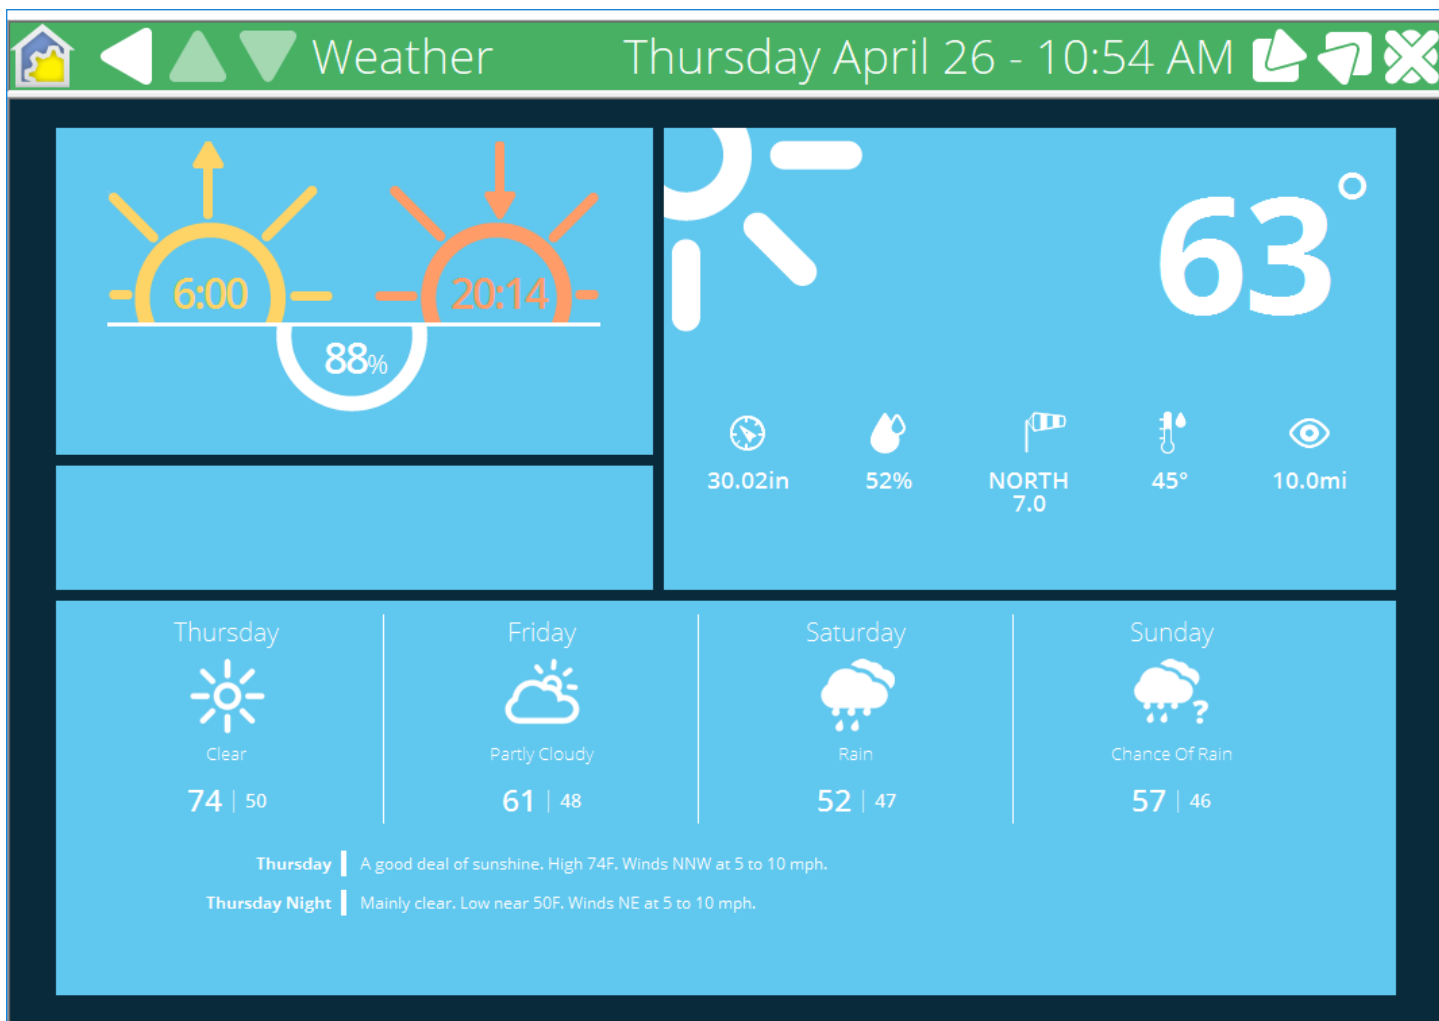 Weather
Thursday April 26 - 10:54 AM
6:00
20:14
88%
63°
30.02in
52%
NORTH
7.0
45°
10.0mi
Thursday
Friday
Saturday
Sunday
?
Clear
Partly Cloudy
Rain
Chance Of Rain
74 | 50
61 | 48
52 | 47
57 | 46
Thursday
A good deal of sunshine. High 74F. Winds NNW at 5 to 10 mph.
Thursday Night
Mainly clear. Low near 50F. Winds NE at 5 to 10 mph.